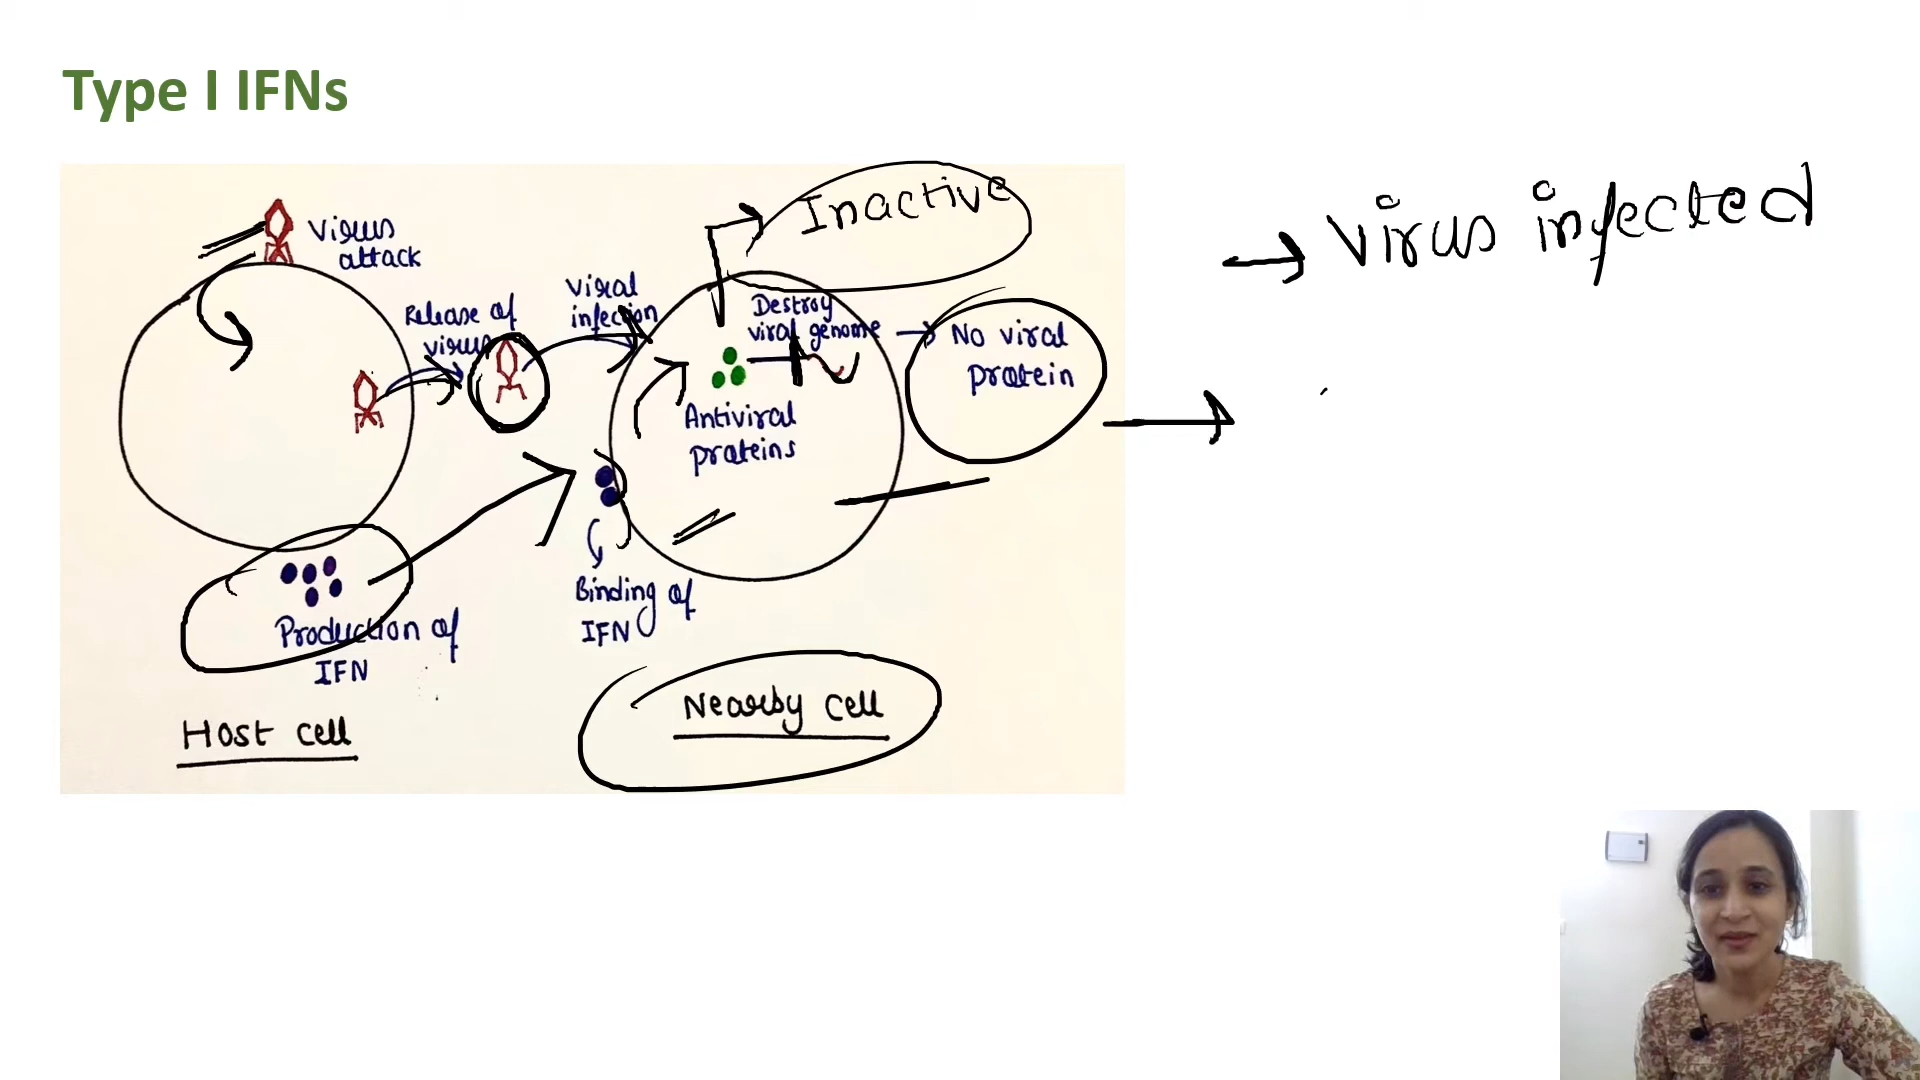 Type I IFNs
Virus
attack
Release of
virus
Viral
infection
Inactive
Destroy
viral genome
No viral
protein
Antiviral
proteins
Binding of
IFN
Production of
IFN
Host cell
Nearby cell
Virus infected